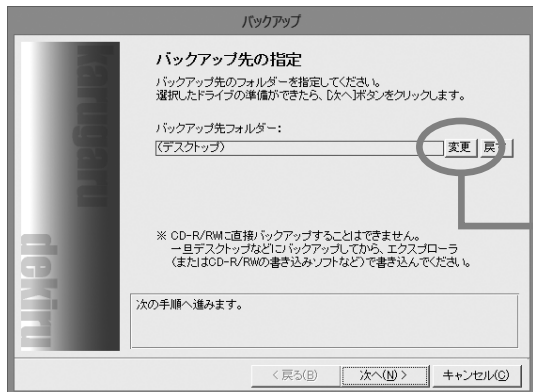 バックアップ
karugaru
dekiru
バックアップ先の指定
バックアップ先のフォルダーを指定してください。
選択したドライブの準備ができたら、[次へ]ボタンをクリックします。
バックアップ先フォルダー：
(デスクトップ)
変更
戻す
※ CD-R/RWに直接バックアップすることはできません。
一旦デスクトップなどにバックアップしてから、エクスプローラ
(またはCD-R/RWの書き込みソフトなど)で書き込んでください。
次の手順へ進みます。
< 戻る(B)
次へ(N) >
キャンセル(C)